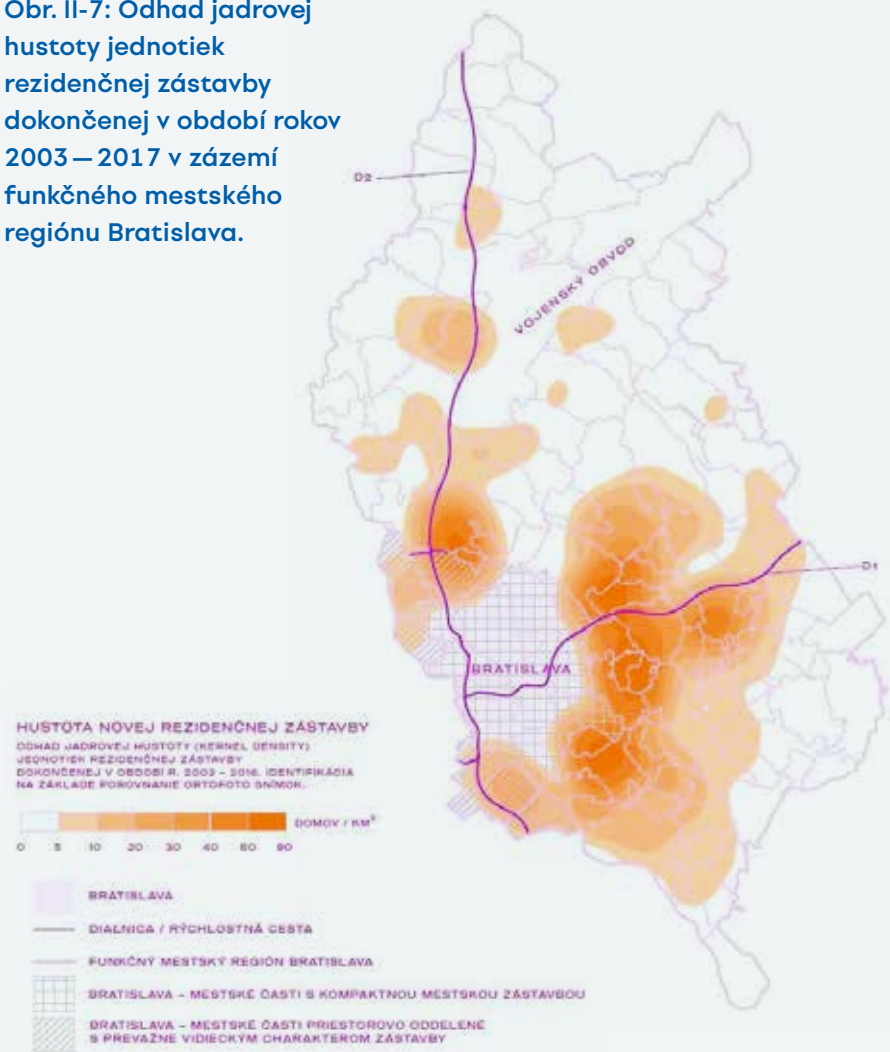 Obr. II-7: Odhad jadrovej
hustoty jednotiek
rezidenčnej zástavby
dokončenej v období rokov
2003 — 2017 v zázemí
funkčného mestského
regiónu Bratislava.
D2
VOJENSKÝ OBVOD
D1
BRATISLAVA
HUSTOTA NOVEJ REZIDENČNEJ ZÁSTAVBY
ODHAD JADROVEJ HUSTOTY (KERNEL DENSITY)
JEDNOTIEK REZIDENČNEJ ZÁSTAVBY
DOKONČENEJ V OBDOBÍ R. 2003 - 2016. IDENTIFIKÁCIA
NA ZÁKLADE POROVNANIE ORTOFOTO SNÍMOK.
DOMOV / KM²
0 5 10 20 30 40 60 90
BRATISLAVA
DIAĽNICA / RÝCHLOSTNÁ CESTA
FUNKČNÝ MESTSKÝ REGIÓN BRATISLAVA
BRATISLAVA - MESTSKÉ ČASTI S KOMPAKTNOU MESTSKOU ZÁSTAVBOU
BRATISLAVA - MESTSKÉ ČASTI PRIESTOROVO ODDELENÉ
S PREVAŽNE VIDIECKYM CHARAKTEROM ZÁSTAVBY